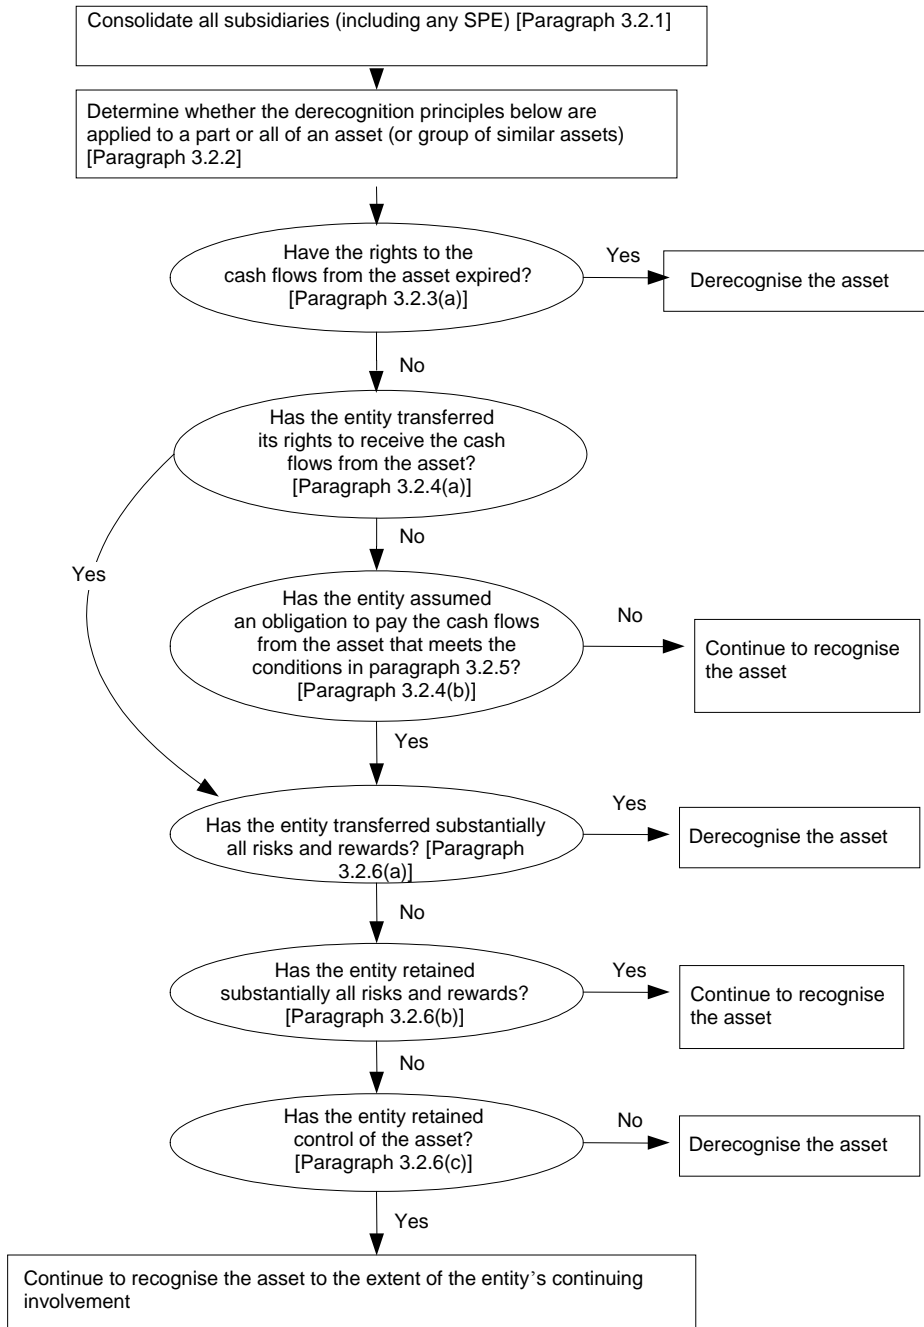 Consolidate all subsidiaries (including any SPE) [Paragraph 3.2.1]
Determine whether the derecognition principles below are
applied to a part or all of an asset (or group of similar assets)
[Paragraph 3.2.2]
Have the rights to the
cash flows from the asset expired?
[Paragraph 3.2.3(a)]
Yes
Derecognise the asset
No
Has the entity transferred
its rights to receive the cash
flows from the asset?
[Paragraph 3.2.4(a)]
No
Yes
Has the entity assumed
an obligation to pay the cash flows
from the asset that meets the
conditions in paragraph 3.2.5?
[Paragraph 3.2.4(b)]
No
Continue to recognise
the asset
Yes
Has the entity transferred substantially
all risks and rewards? [Paragraph
3.2.6(a)]
Yes
Derecognise the asset
No
Has the entity retained
substantially all risks and rewards?
[Paragraph 3.2.6(b)]
Yes
Continue to recognise
the asset
No
Has the entity retained
control of the asset?
[Paragraph 3.2.6(c)]
No
Derecognise the asset
Yes
Continue to recognise the asset to the extent of the entity’s continuing
involvement